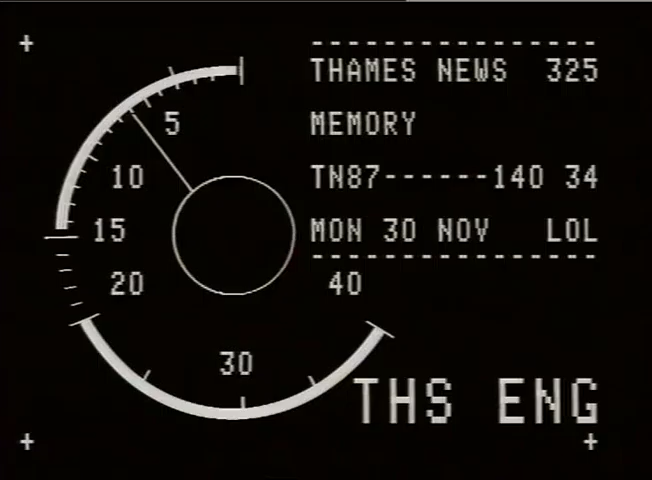 THAMES NEWS 325
MEMORY
TN87------140 34
MON 30 NOV LOL
5
10
15
20
30
40
THS ENG